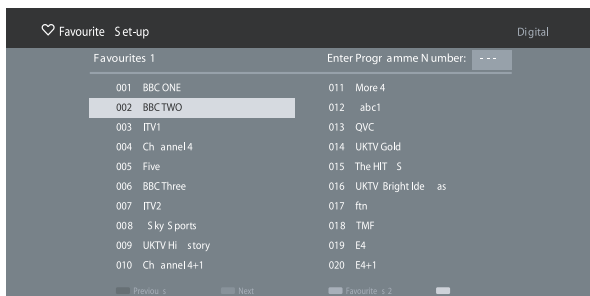 Favourite Set-up
Digital
Favourites 1
Enter Programme Number: ---
001 BBC ONE
002 BBC TWO
003 ITV1
004 Channel 4
005 Five
006 BBC Three
007 ITV2
008 Sky Sports
009 UKTV History
010 Channel 4+1
011 More 4
012 abc1
013 QVC
014 UKTV Gold
015 The HITS
016 UKTV Bright Ideas
017 ftn
018 TMF
019 E4
020 E4+1
Previous
Next
Favourites 2